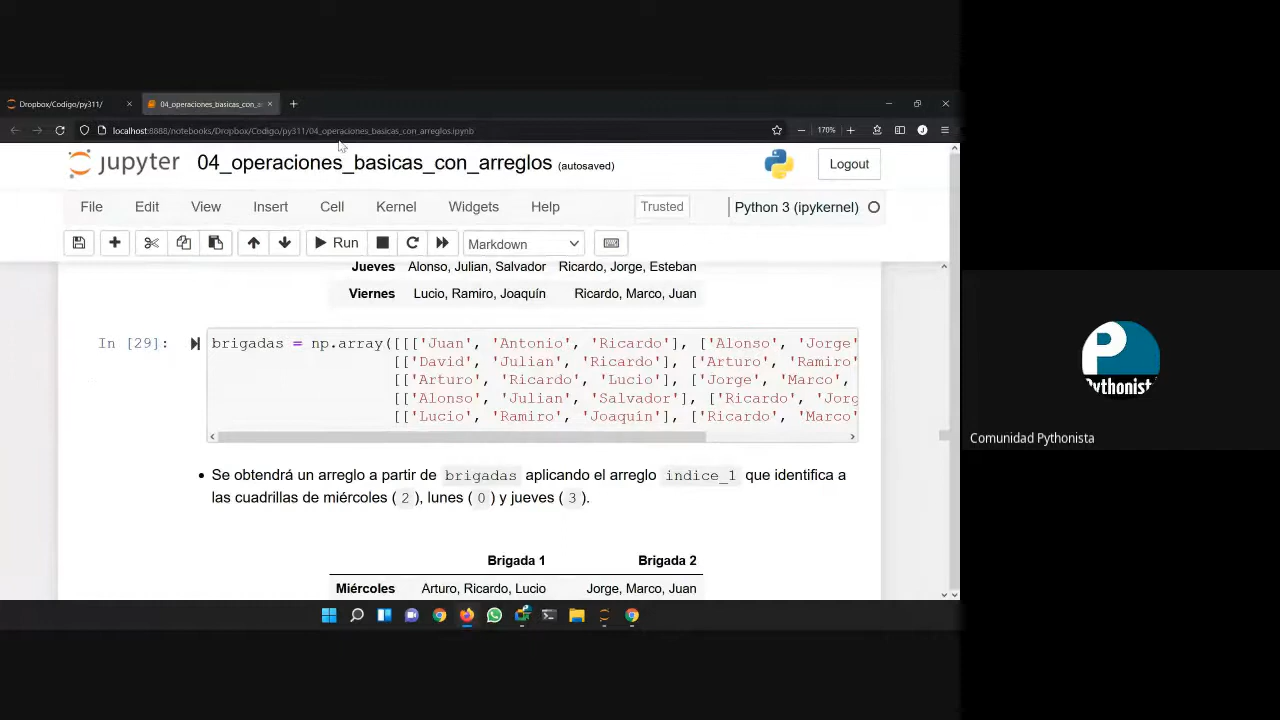 Dropbox/Codigo/py311/
04_operaciones_basicas_con_a
localhost:8888/notebooks/Dropbox/Codigo/py311/04_operaciones_basicas_con_arreglos.ipynb
170%
jupyter 04_operaciones_basicas_con_arreglos (autosaved)
Logout
File Edit View Insert Cell Kernel Widgets Help
Trusted
Python 3 (ipykernel)
Run
Markdown
Jueves Alonso, Julian, Salvador Ricardo, Jorge, Esteban
Viernes Lucio, Ramiro, Joaquín Ricardo, Marco, Juan
In [29]: brigadas = np.array([[['Juan', 'Antonio', 'Ricardo'], ['Alonso', 'Jorge'
[['David', 'Julian', 'Ricardo'], ['Arturo', 'Ramiro'
[['Arturo', 'Ricardo', 'Lucio'], ['Jorge', 'Marco',
[['Alonso', 'Julian', 'Salvador'], ['Ricardo', 'Jorg
[['Lucio', 'Ramiro', 'Joaquín'], ['Ricardo', 'Marco'
• Se obtendrá un arreglo a partir de brigadas aplicando el arreglo indice_1 que identifica a
las cuadrillas de miércoles ( 2 ), lunes ( 0 ) y jueves ( 3 ).
Brigada 1 Brigada 2
Miércoles Arturo, Ricardo, Lucio Jorge, Marco, Juan
Pythonist
Comunidad Pythonista